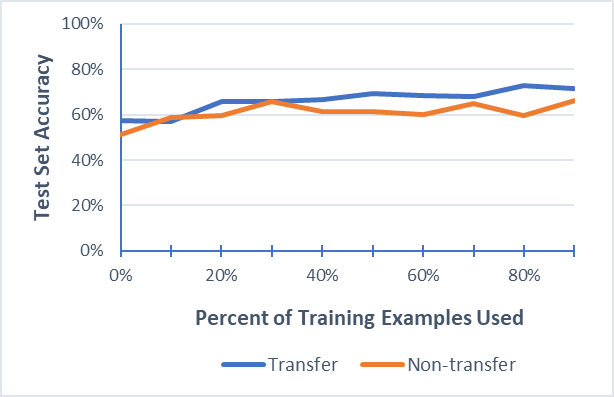 100%
80%
60%
40%
20%
0%
Test Set Accuracy
0% 20% 40% 60% 80%
Percent of Training Examples Used
Transfer Non-transfer